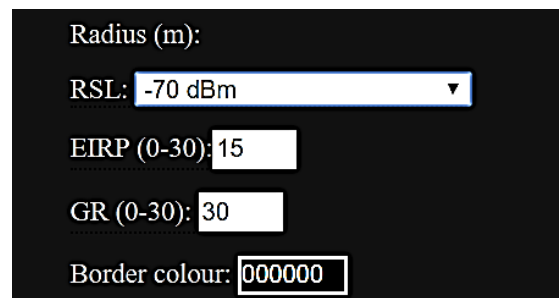 Radius (m):
RSL: -70 dBm
EIRP (0-30): 15
GR (0-30): 30
Border colour: 000000